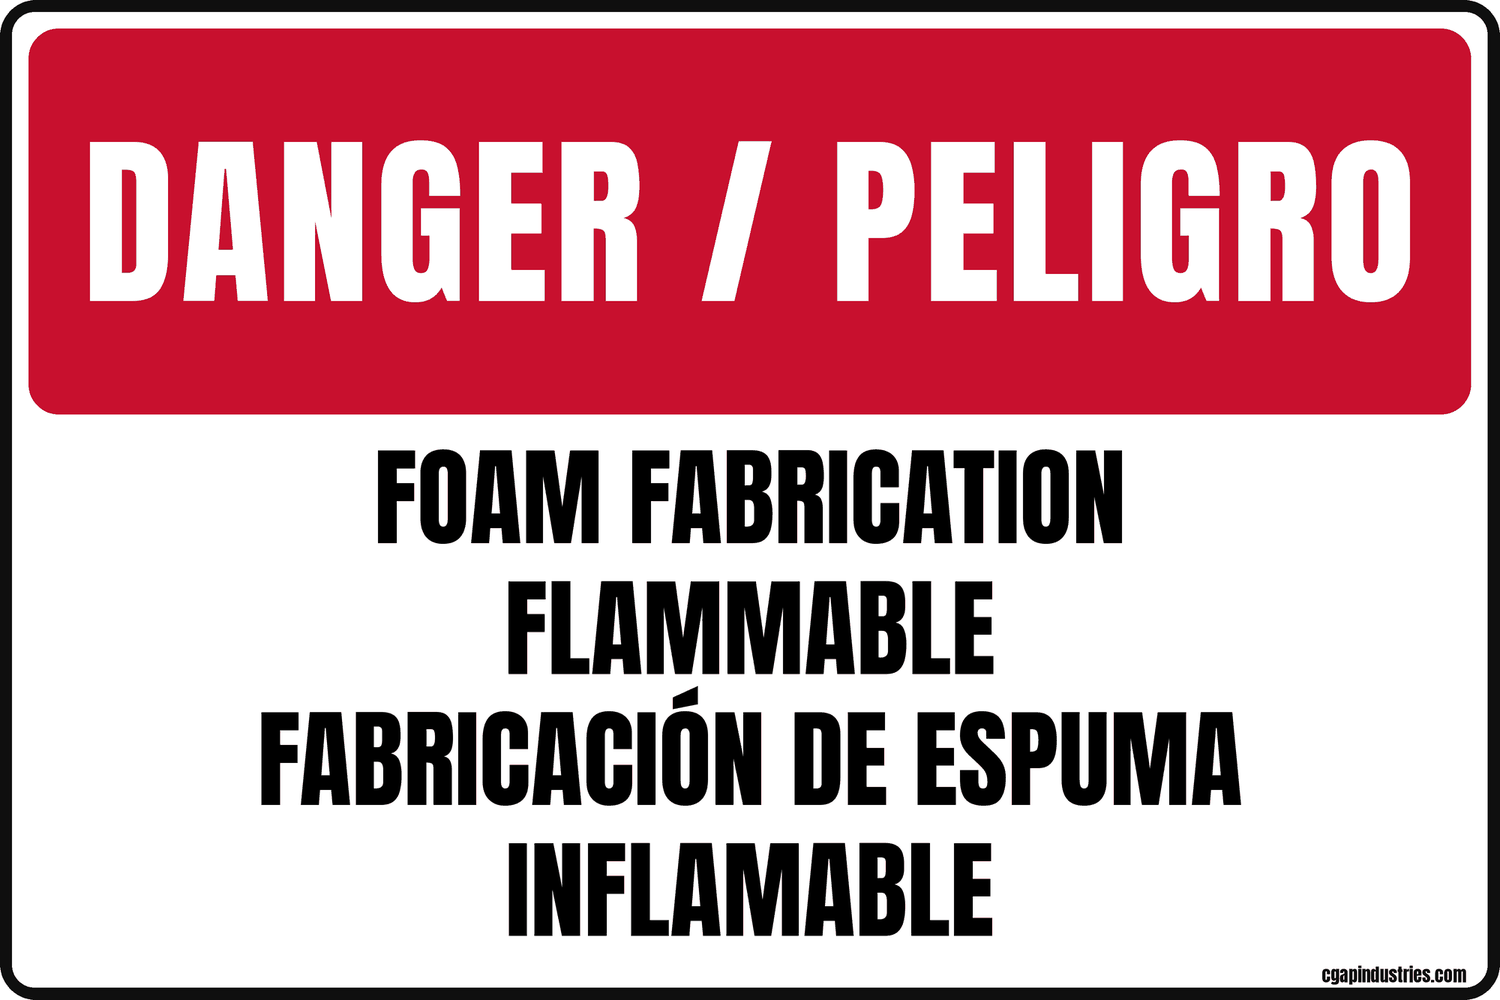 DANGER / PELIGRO
FOAM FABRICATION
FLAMMABLE
FABRICACIÓN DE ESPUMA
INFLAMABLE
cgapindustries.com